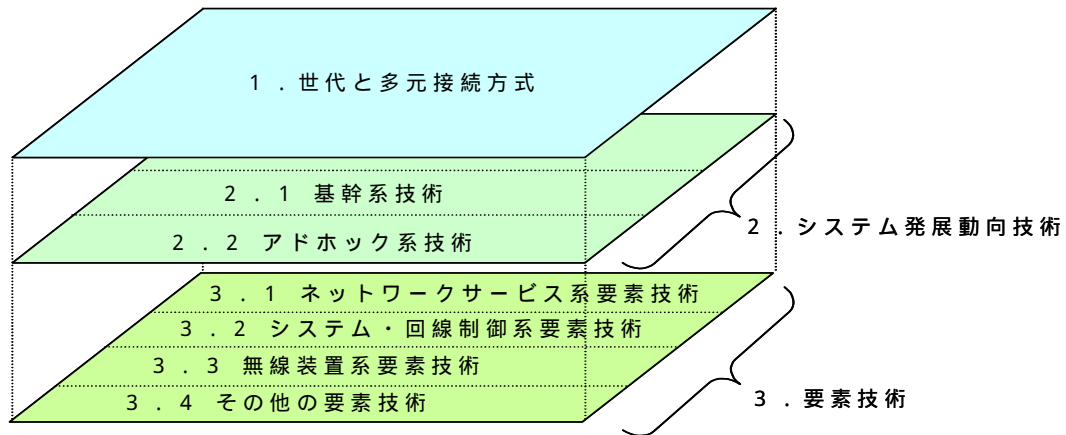 1．世代と多元接続方式
2．1 基幹系技術
2．2 アドホック系技術
2．システム発展動向技術
3．1 ネットワークサービス系要素技術
3．2 システム・回線制御系要素技術
3．3 無線装置系要素技術
3．4 その他の要素技術
3．要素技術